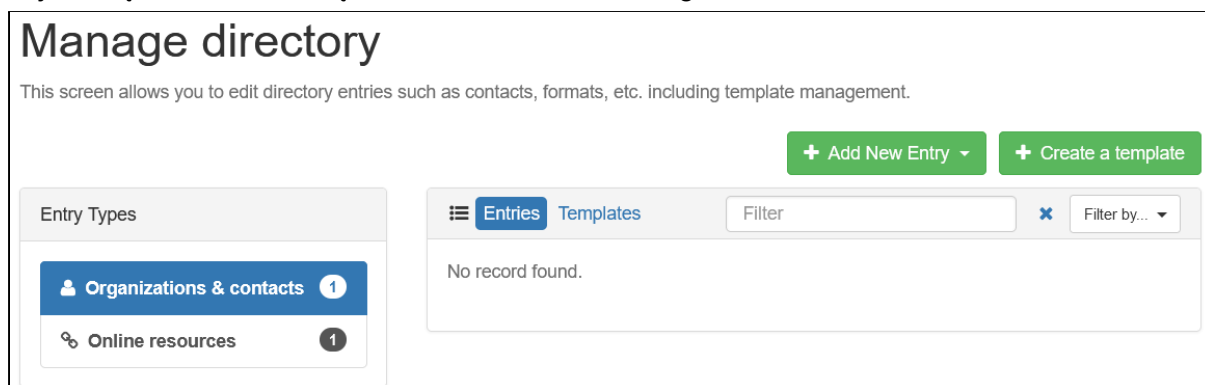 Manage directory
This screen allows you to edit directory entries such as contacts, formats, etc. including template management.
+ Add New Entry
+ Create a template
Entry Types
Entries Templates Filter Filter by...
Organizations & contacts 1
No record found.
Online resources 1